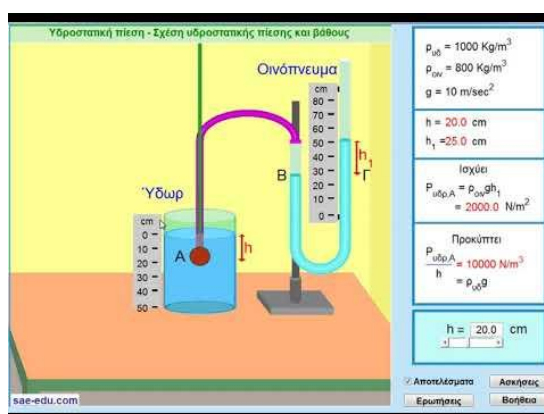 Υδροστατική πίεση - Σχέση υδροστατικής πίεσης και βάθους
Οινόπνευμα
cm
80
70
60
50
40
30
20
10
0
h₁
Β
Γ
Ύδωρ
cm
0
10
20
30
40
50
Α
h
sae-edu.com
ρυδ = 1000 Kg/m³
ροιν = 800 Kg/m³
g = 10 m/sec²
h = 20.0 cm
h₁ =25.0 cm
Ισχύει
Pυδρ,Α = ροινgh₁
= 2000.0 N/m²
Προκύπτει
Pυδρ,Α/h = 10000 N/m³
= ρυδg
h = 20.0 cm
Αποτελέσματα
Ασκήσεις
Ερωτήσεις
Βοήθεια